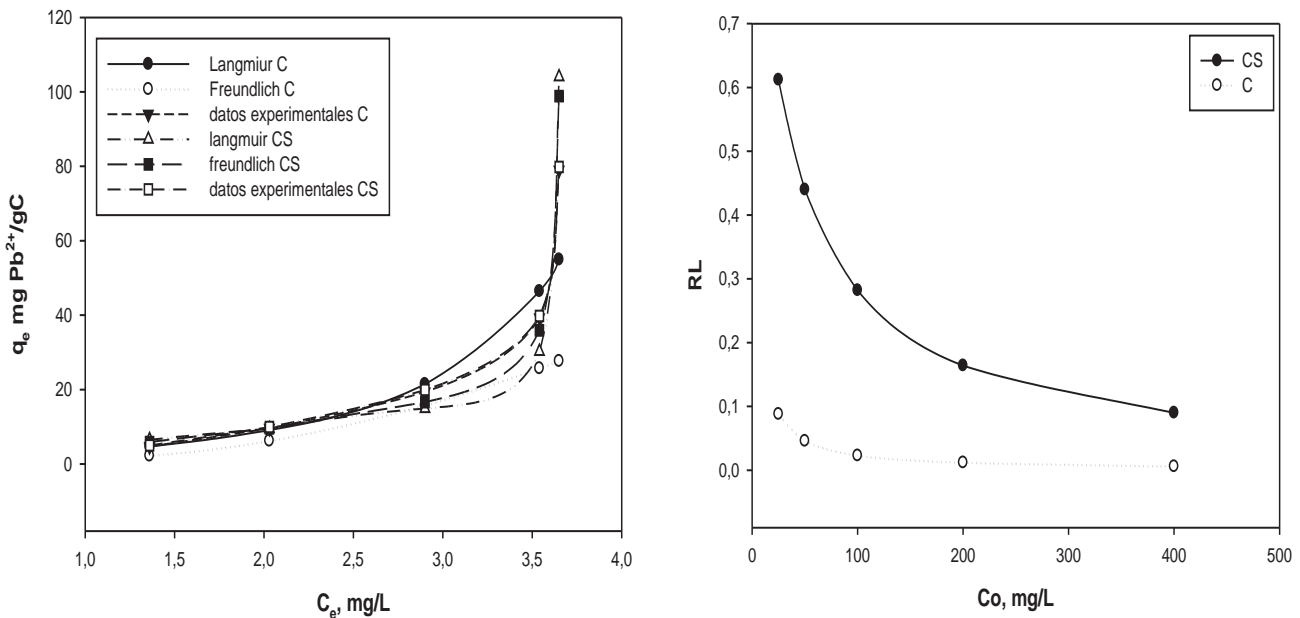 120
100
80
60
40
20
0
q_e mg Pb²⁺/gC
Langmiur C
Freundlich C
datos experimentales C
langmuir CS
freundlich CS
datos experimentales CS
1,0
1,5
2,0
2,5
3,0
3,5
4,0
C_e, mg/L
0,7
0,6
0,5
0,4
0,3
0,2
0,1
0,0
RL
CS
C
0
100
200
300
400
500
Co, mg/L